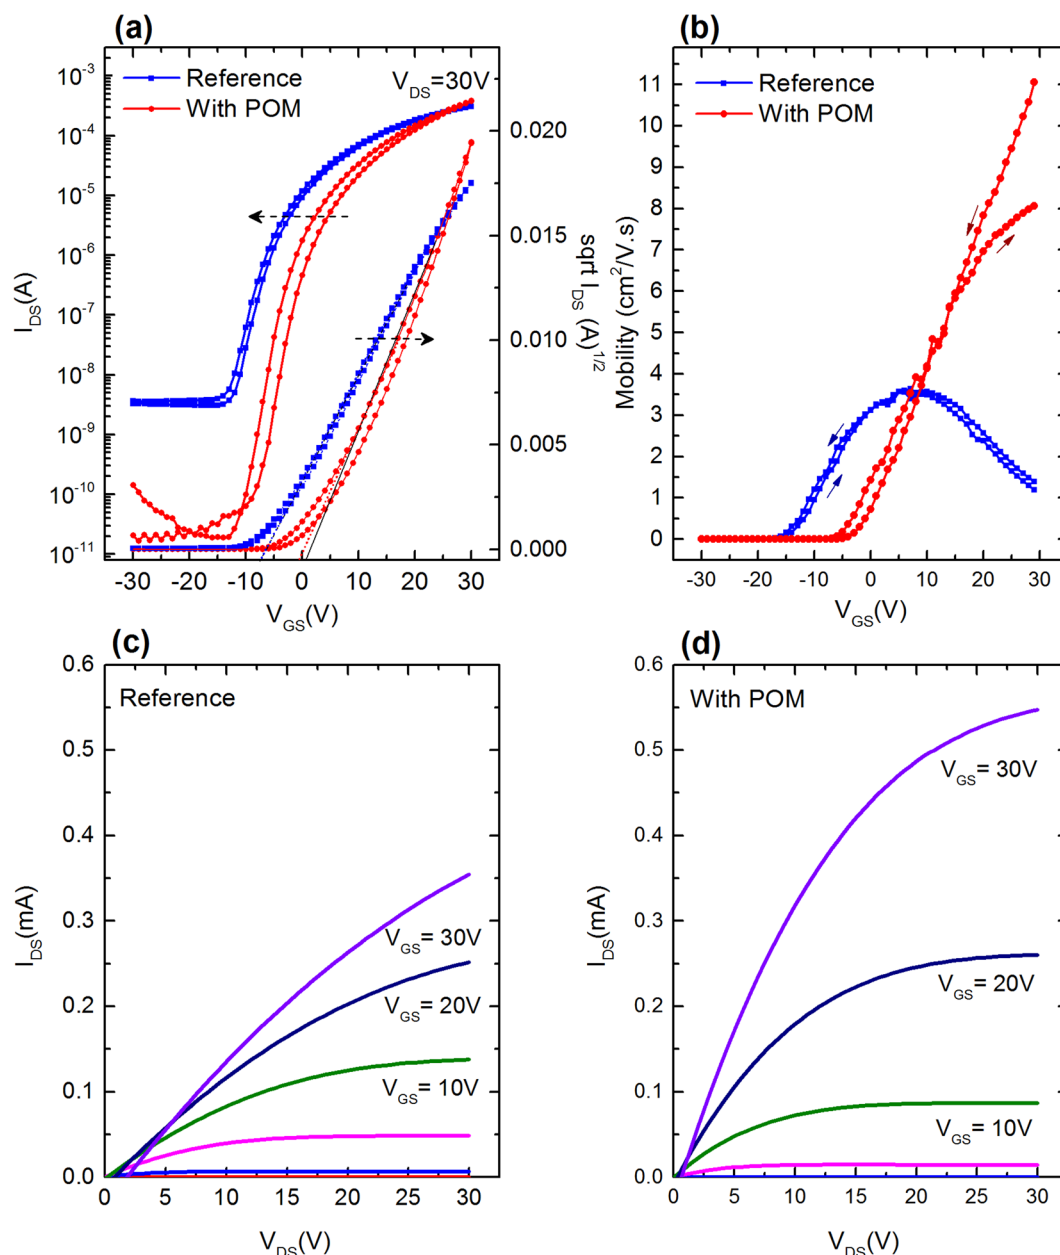 (a)
Reference
With POM
V_DS=30V
I_DS(A)
10^-3
10^-4
10^-5
10^-6
10^-7
10^-8
10^-9
10^-10
10^-11
0.020
0.015
0.010
0.005
0.000
sqrt I_DS (A)^1/2
-30 -20 -10 0 10 20 30
V_GS(V)
(b)
Reference
With POM
Mobility (cm^2/V.s)
11
10
9
8
7
6
5
4
3
2
1
0
-30 -20 -10 0 10 20 30
V_GS(V)
(c)
Reference
I_DS(mA)
0.6
0.5
0.4
0.3
0.2
0.1
0.0
V_GS= 30V
V_GS= 20V
V_GS= 10V
0 5 10 15 20 25 30
V_DS(V)
(d)
With POM
I_DS(mA)
0.6
0.5
0.4
0.3
0.2
0.1
0.0
V_GS= 30V
V_GS= 20V
V_GS= 10V
0 5 10 15 20 25 30
V_DS(V)